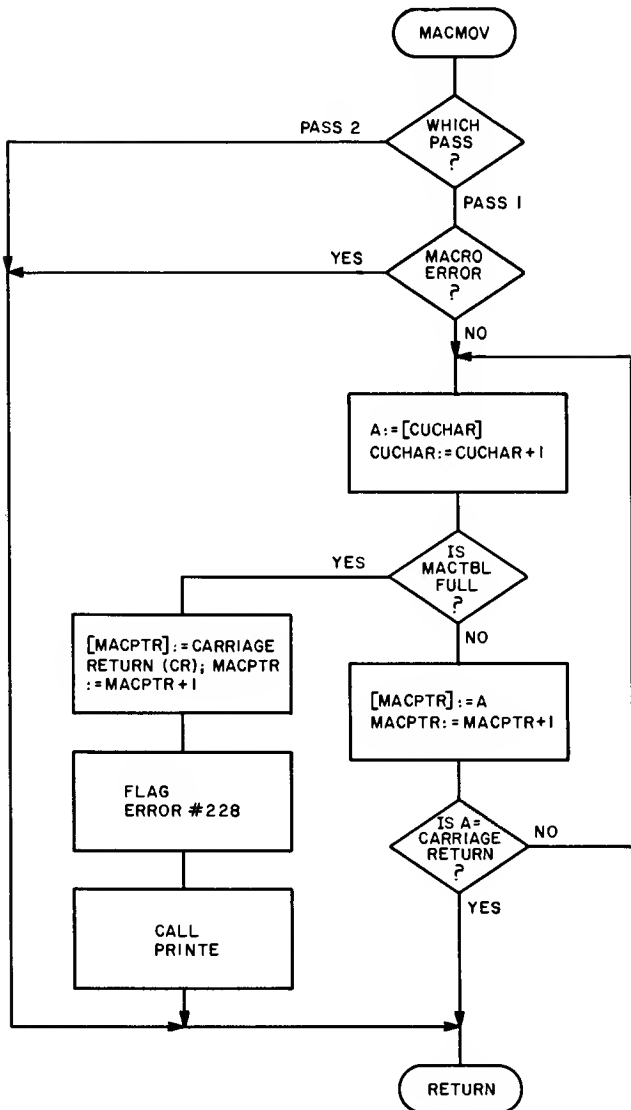 MACMOV
PASS 2
WHICH
PASS
?
PASS 1
YES
MACRO
ERROR
?
NO
A:=[CUCHAR]
CUCHAR:=CUCHAR+1
YES
IS
MACTBL
FULL
?
NO
[MACPTR]:=CARRIAGE
RETURN (CR); MACPTR
:=MACPTR+1
[MACPTR]:=A
MACPTR:=MACPTR+1
FLAG
ERROR #228
IS A=
CARRIAGE
RETURN
?
NO
YES
CALL
PRINTE
RETURN